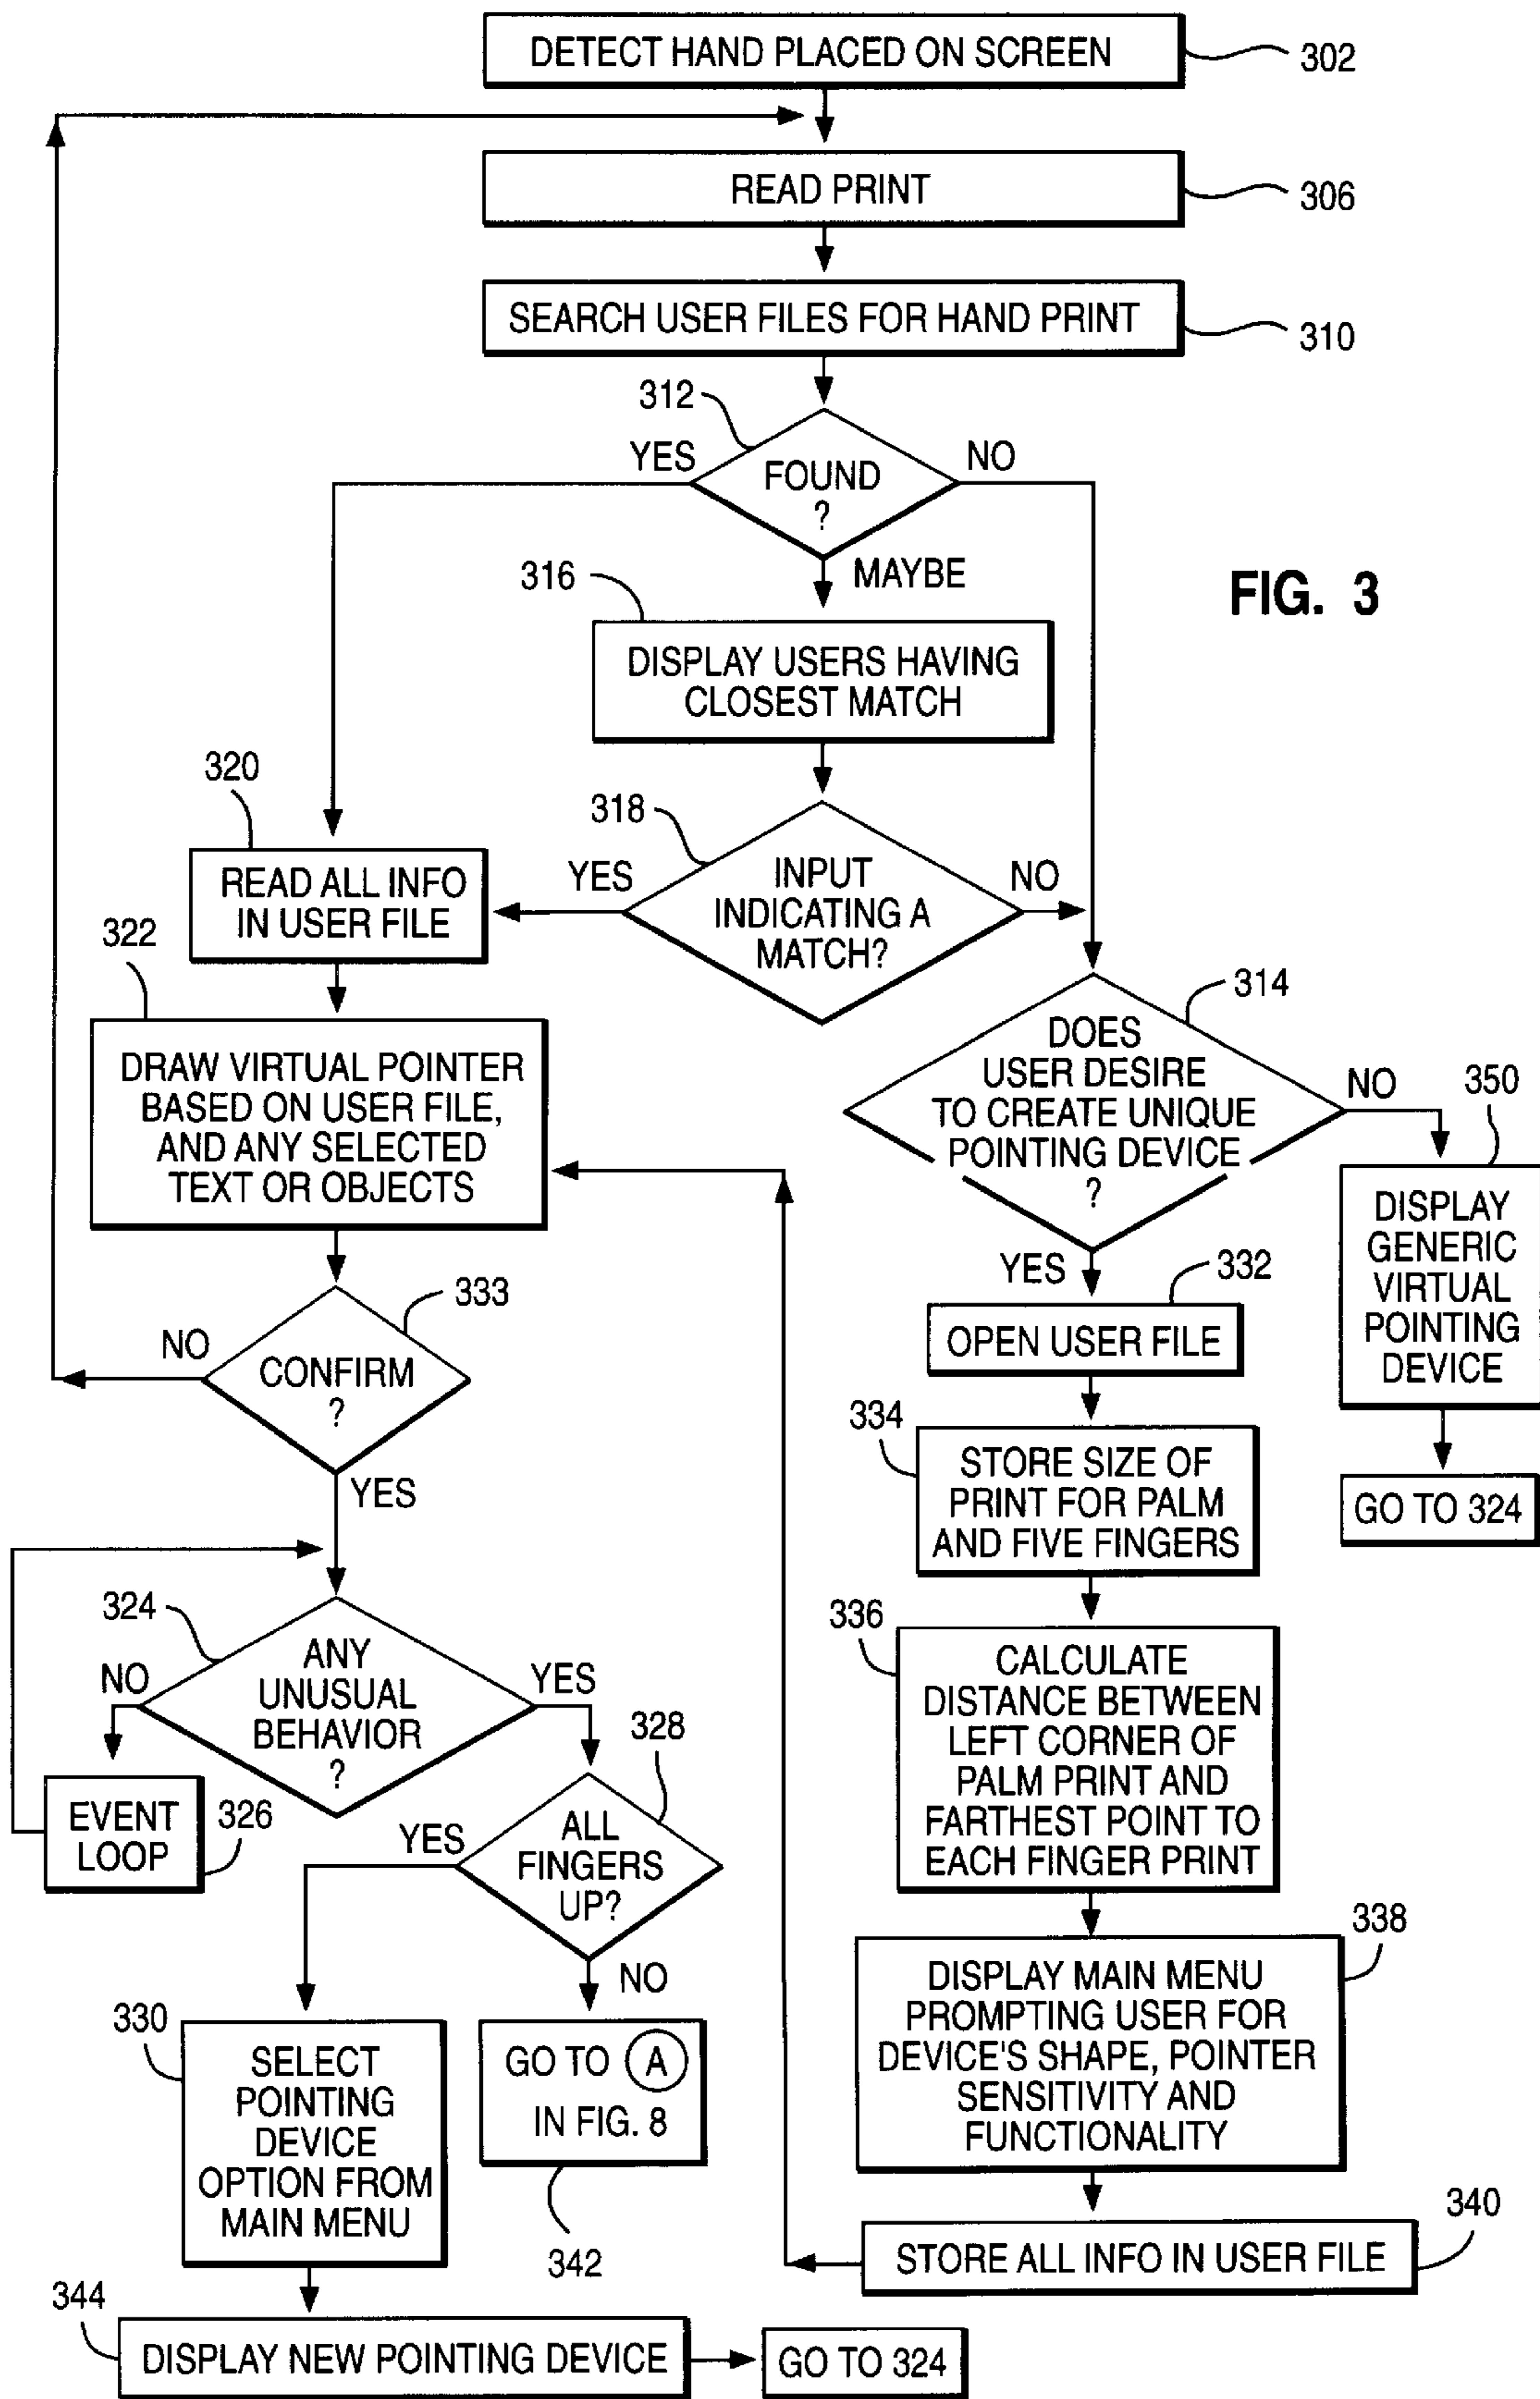 DETECT HAND PLACED ON SCREEN
302
READ PRINT
306
SEARCH USER FILES FOR HAND PRINT
310
312
YES
NO
FOUND
?
MAYBE
FIG. 3
316
DISPLAY USERS HAVING
CLOSEST MATCH
320
318
READ ALL INFO
IN USER FILE
YES
INPUT
INDICATING A
MATCH?
NO
322
DRAW VIRTUAL POINTER
BASED ON USER FILE,
AND ANY SELECTED
TEXT OR OBJECTS
314
DOES
USER DESIRE
TO CREATE UNIQUE
POINTING DEVICE
?
NO
350
DISPLAY
GENERIC
VIRTUAL
POINTING
DEVICE
GO TO 324
YES
332
OPEN USER FILE
333
NO
CONFIRM
?
YES
334
STORE SIZE OF
PRINT FOR PALM
AND FIVE FINGERS
324
NO
ANY
UNUSUAL
BEHAVIOR
?
YES
336
CALCULATE
DISTANCE BETWEEN
LEFT CORNER OF
PALM PRINT AND
FARTHEST POINT TO
EACH FINGER PRINT
EVENT
LOOP
326
328
YES
ALL
FINGERS
UP?
NO
338
DISPLAY MAIN MENU
PROMPTING USER FOR
DEVICE'S SHAPE, POINTER
SENSITIVITY AND
FUNCTIONALITY
330
SELECT
POINTING
DEVICE
OPTION FROM
MAIN MENU
GO TO A
IN FIG. 8
342
340
STORE ALL INFO IN USER FILE
344
DISPLAY NEW POINTING DEVICE
GO TO 324